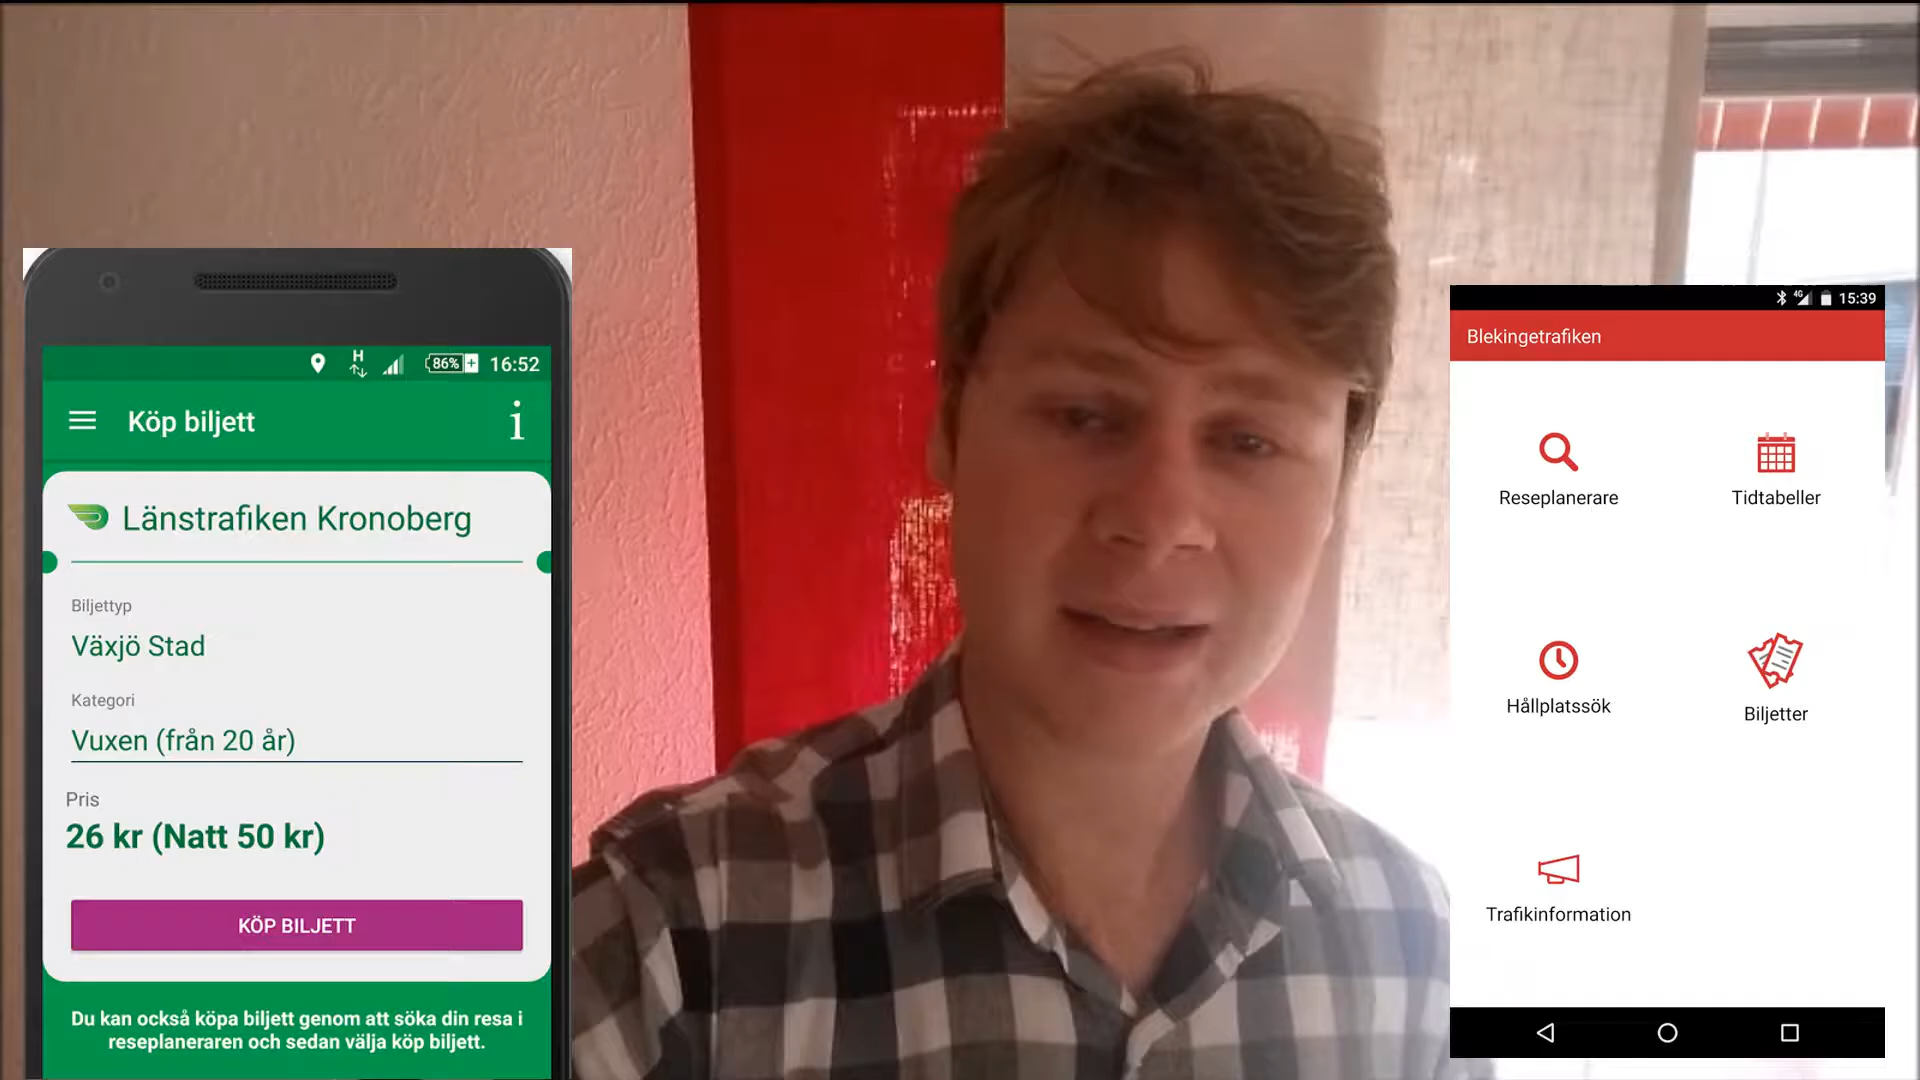 H
86%
16:52
Köp biljett
i
Länstrafiken Kronoberg
Biljettyp
Växjö Stad
Kategori
Vuxen (från 20 år)
Pris
26 kr (Natt 50 kr)
KÖP BILJETT
Du kan också köpa biljett genom att söka din resa i
reseplaneraren och sedan välja köp biljett.
4G
15:39
Blekingetrafiken
Reseplanerare
Tidtabeller
Hållplatssök
Biljetter
Trafikinformation